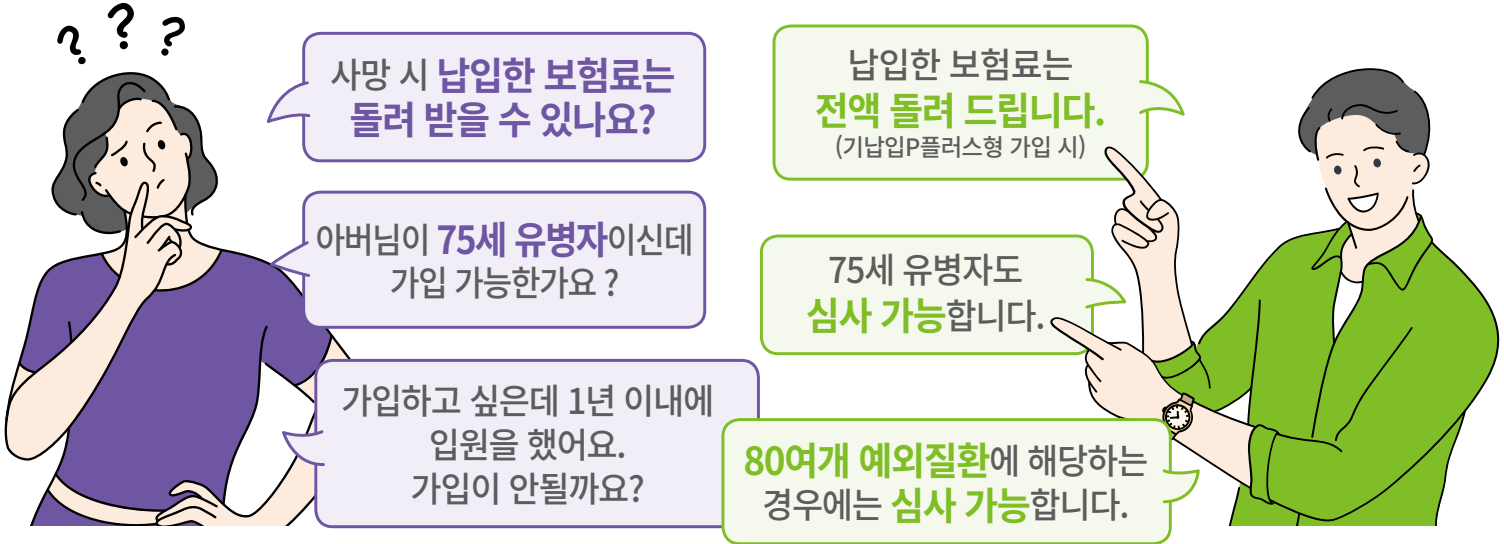 ? ? ?
사망 시 납입한 보험료는
돌려 받을 수 있나요?
납입한 보험료는
전액 돌려 드립니다.
(기납입P플러스형 가입 시)
아버님이 75세 유병자이신데
가입 가능한가요 ?
75세 유병자도
심사 가능합니다.
가입하고 싶은데 1년 이내에
입원을 했어요.
가입이 안될까요?
80여개 예외질환에 해당하는
경우에는 심사 가능합니다.